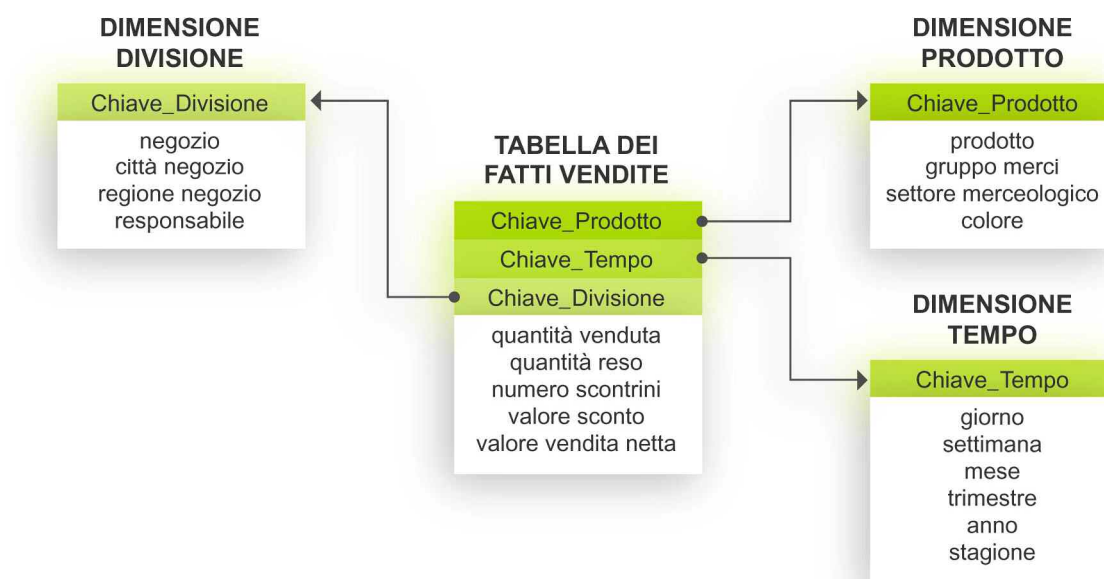 DIMENSIONE
DIVISIONE
Chiave_Divisione
negozio
città negozio
regione negozio
responsabile
TABELLA DEI
FATTI VENDITE
Chiave_Prodotto
Chiave_Tempo
Chiave_Divisione
quantità venduta
quantità reso
numero scontrini
valore sconto
valore vendita netta
DIMENSIONE
PRODOTTO
Chiave_Prodotto
prodotto
gruppo merci
settore merceologico
colore
DIMENSIONE
TEMPO
Chiave_Tempo
giorno
settimana
mese
trimestre
anno
stagione